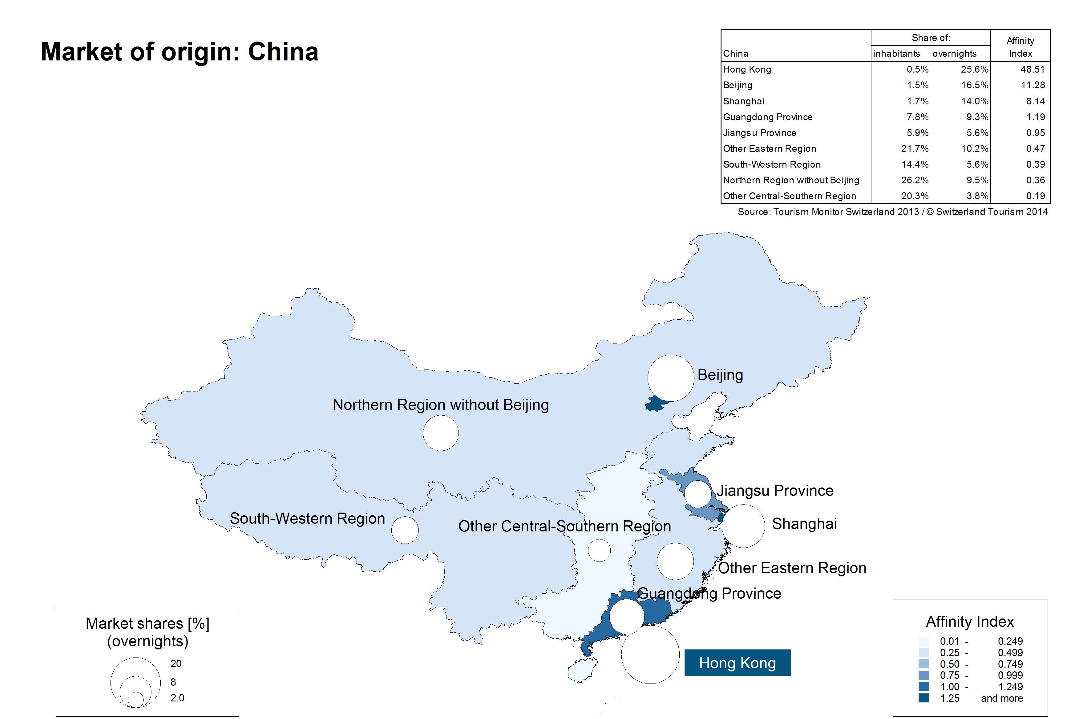 Market of origin: China
Share of: Affinity
China inhabitants overnights Index
Hong Kong 0.5% 25.6% 48.51
Beijing 1.5% 16.5% 11.28
Shanghai 1.7% 14.0% 8.14
Guangdong Province 7.8% 9.3% 1.19
Jiangsu Province 5.9% 5.6% 0.95
Other Eastern Region 21.7% 10.2% 0.47
South-Western Region 14.4% 5.6% 0.39
Northern Region without Beijing 26.2% 9.5% 0.36
Other Central-Southern Region 20.3% 3.8% 0.19
Source: Tourism Monitor Switzerland 2013 / © Switzerland Tourism 2014
Beijing
Northern Region without Beijing
Jiangsu Province
South-Western Region
Other Central-Southern Region
Shanghai
Other Eastern Region
Guangdong Province
Hong Kong
Market shares [%]
(overnights)
20
8
2.0
Affinity Index
0.01 - 0.249
0.25 - 0.499
0.50 - 0.749
0.75 - 0.999
1.00 - 1.249
1.25 and more